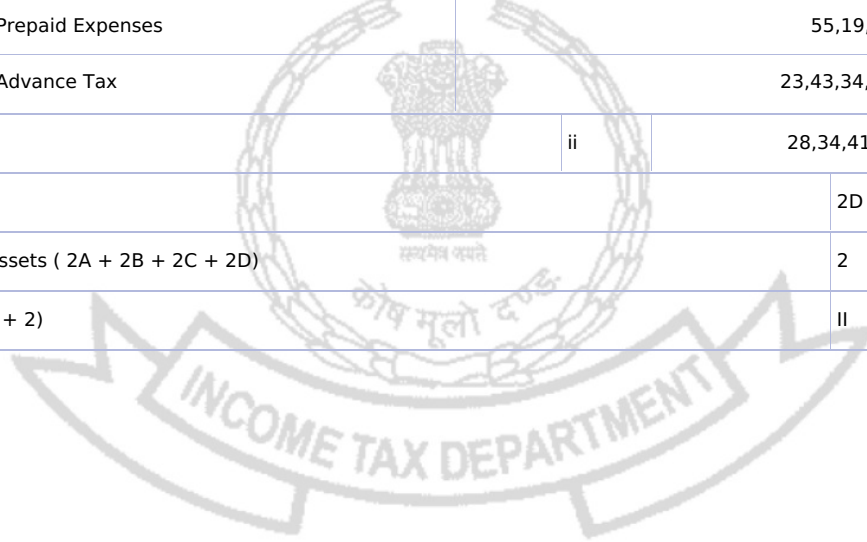 Prepaid Expenses 55,19,
Advance Tax 23,43,34,
ii 28,34,41
2D
ssets ( 2A + 2B + 2C + 2D) 2
+ 2) II
सत्यमेव जयते
कोष मूलो दण्डः
INCOME TAX DEPARTMENT